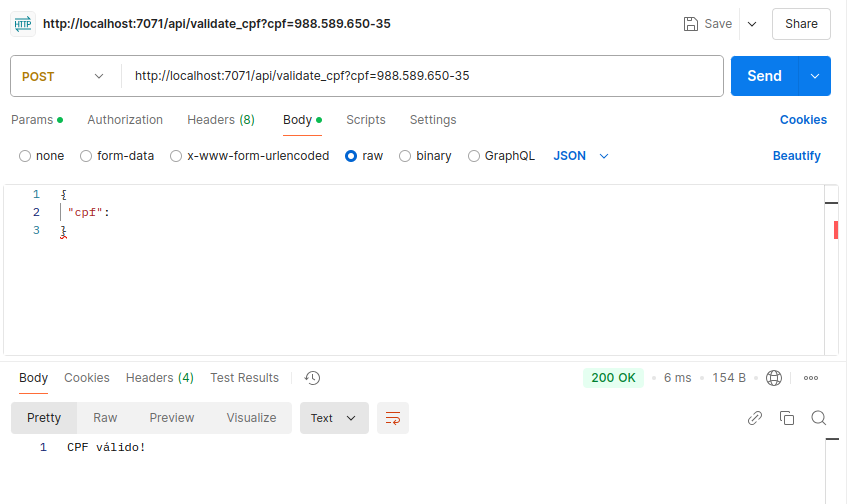 HTTP http://localhost:7071/api/validate_cpf?cpf=988.589.650-35 Save Share
POST http://localhost:7071/api/validate_cpf?cpf=988.589.650-35 Send
Params Authorization Headers (8) Body Scripts Settings Cookies
none form-data x-www-form-urlencoded raw binary GraphQL JSON Beautify
1 {
2 "cpf":
3 }
Body Cookies Headers (4) Test Results 200 OK 6 ms 154 B
Pretty Raw Preview Visualize Text
1 CPF válido!